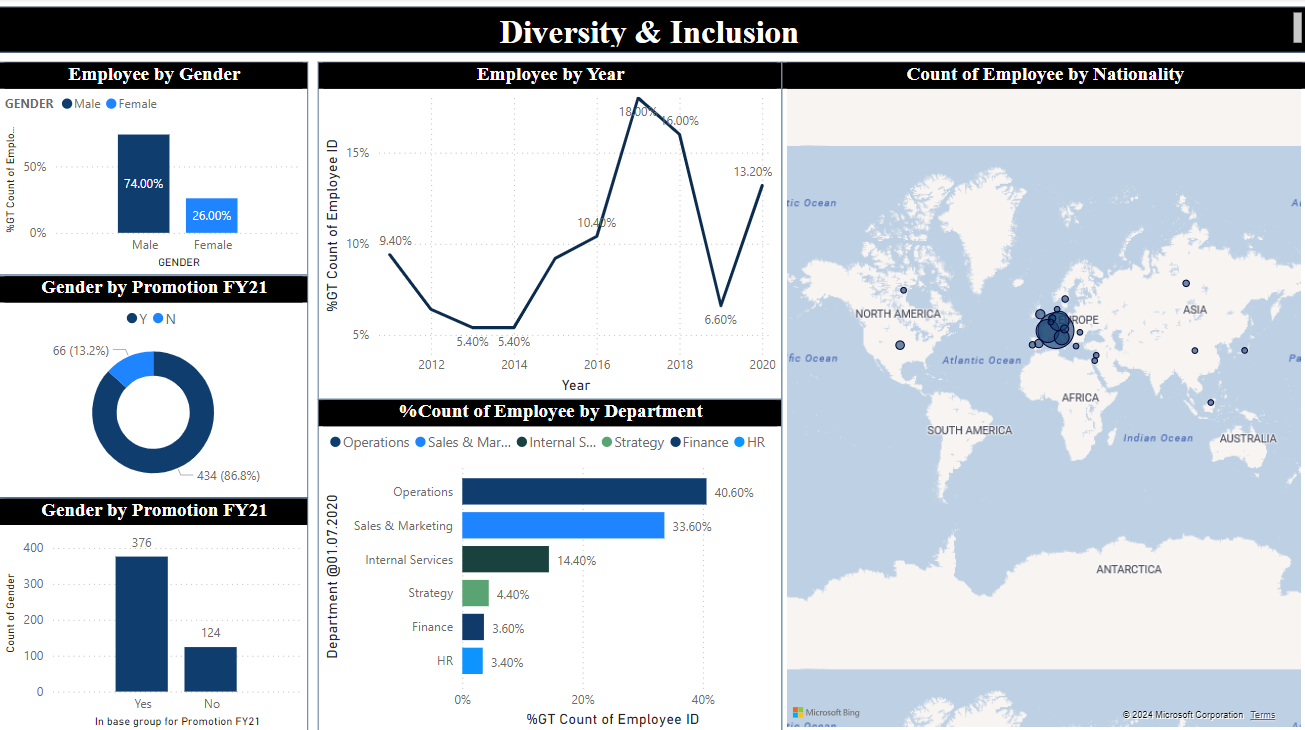 Diversity & Inclusion
Employee by Gender
GENDER Male Female
%GT Count of Emplo...
50%
0%
74.00%
26.00%
Male Female
GENDER
Gender by Promotion FY21
Y N
66 (13.2%)
434 (86.8%)
Gender by Promotion FY21
Count of Gender
400
300
200
100
0
376
124
Yes No
In base group for Promotion FY21
Employee by Year
%GT Count of Employee ID
15%
10%
5%
9.40%
5.40% 5.40%
10.40%
18.00%
16.00%
6.60%
13.20%
2012 2014 2016 2018 2020
Year
%Count of Employee by Department
Operations Sales & Mar... Internal S... Strategy Finance HR
Department @01.07.2020
Operations 40.60%
Sales & Marketing 33.60%
Internal Services 14.40%
Strategy 4.40%
Finance 3.60%
HR 3.40%
0% 20% 40%
%GT Count of Employee ID
Count of Employee by Nationality
tic Ocean
A
ASIA
NORTH AMERICA
UROPE
fic Ocean
Atlantic Ocean
Pa
AFRICA
SOUTH AMERICA
Indian Ocean
AUSTRALIA
ANTARCTICA
Microsoft Bing
© 2024 Microsoft Corporation Terms